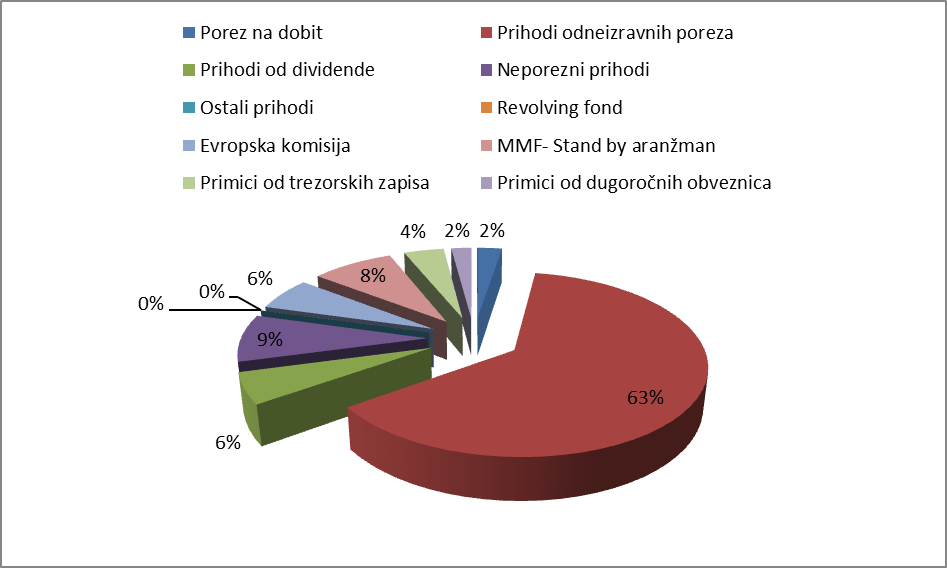 Porez na dobit
Prihodi odneizravnih poreza
Prihodi od dividende
Neporezni prihodi
Ostali prihodi
Revolving fond
Evropska komisija
MMF- Stand by aranžman
Primici od trezorskih zapisa
Primici od dugoročnih obveznica
2%
63%
6%
9%
0%
0%
6%
8%
4%
2%